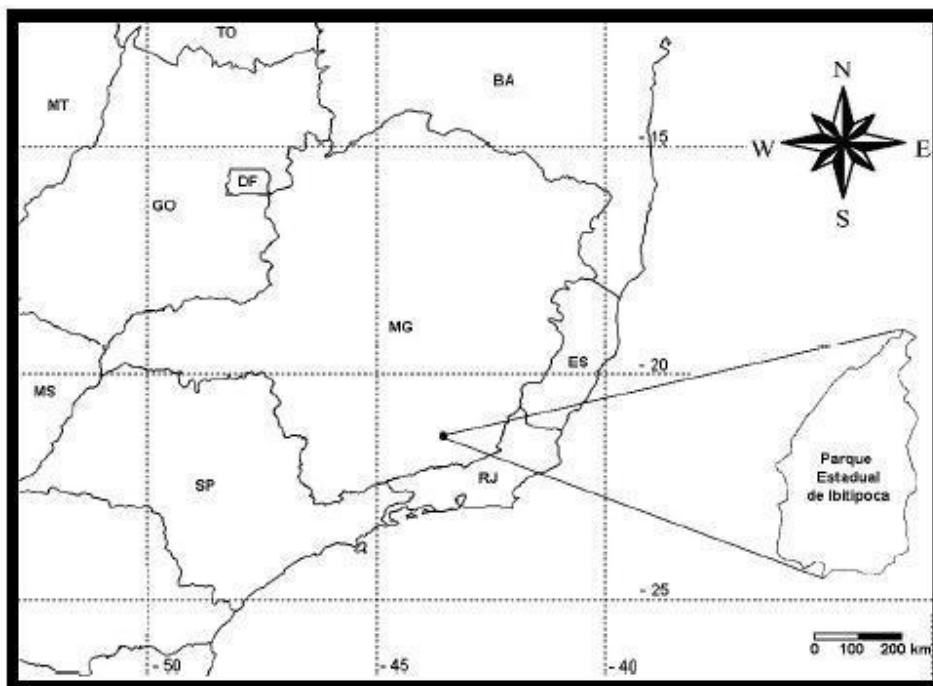 TO
BA
N
MT
- 15
W
E
DF
S
GO
MG
ES
- 20
MS
Parque
Estadual
de Ibitipoca
SP
RJ
- 25
- 50
- 45
- 40
0 100 200 km